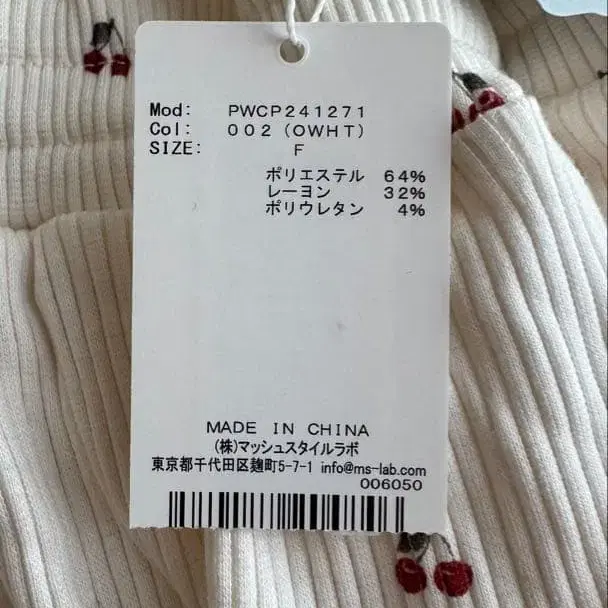 Mod: PWCP241271
Col: 002(OWHT)
SIZE: F
ポリエステル 64%
レーヨン 32%
ポリウレタン 4%
MADE IN CHINA
(株)マッシュスタイルラボ
東京都千代田区麹町5-7-1 info@ms-lab.com
006050